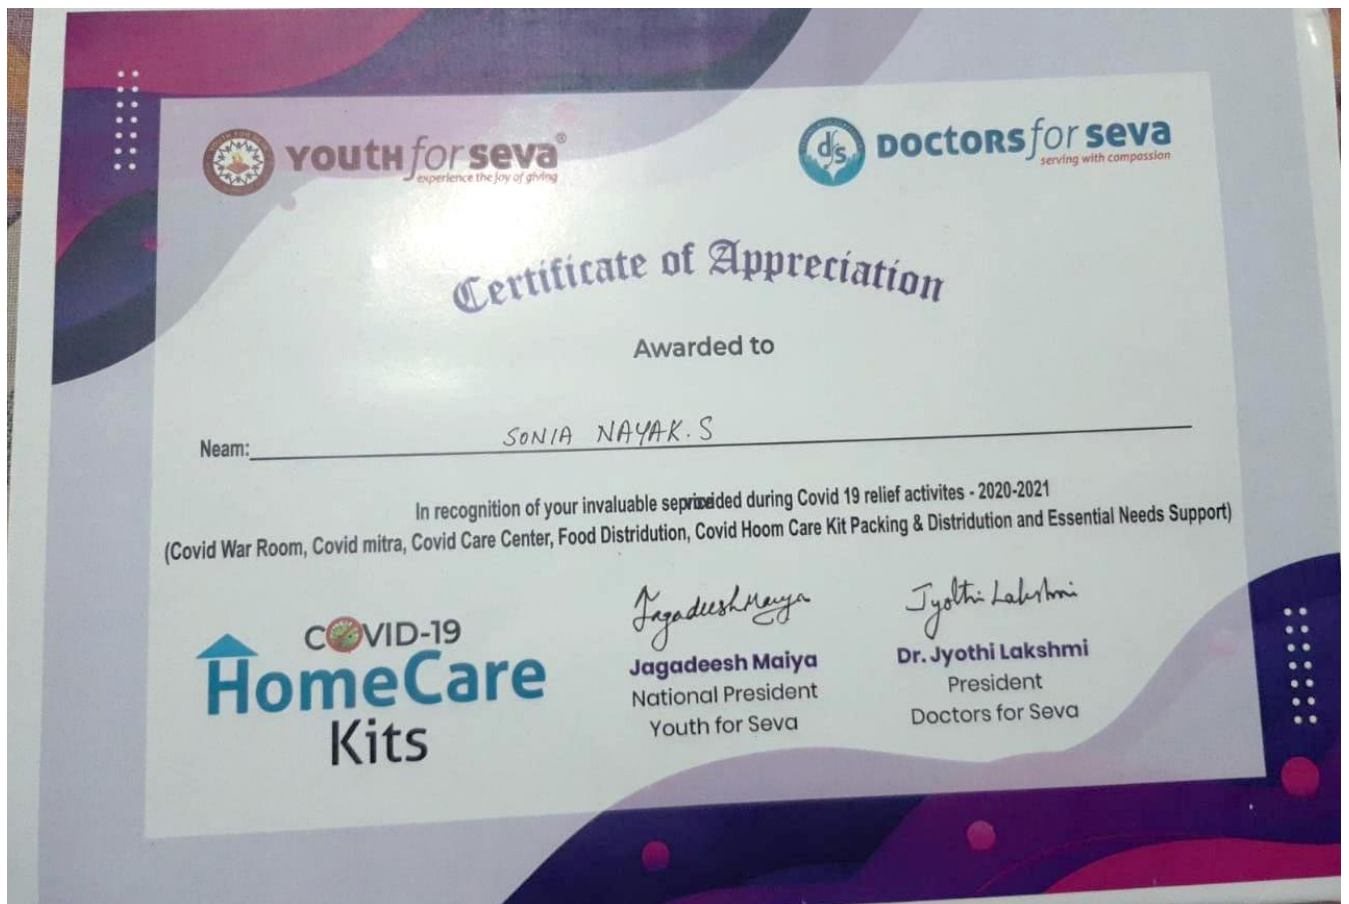 YOUTH for seva®
experience the joy of giving
dfs DOCTORS for seva
serving with compassion
Certificate of Appreciation
Awarded to
Neam: SONIA NAYAK. S
In recognition of your invaluable during Covid 19 relief activites - 2020-2021
(Covid War Room, Covid mitra, Covid Care Center, Food Distridution, Covid Hoom Care Kit Packing & Distridution and Essential Needs Support)
COVID-19
HomeCare
Kits
Jagadeesh Maiya
Jagadeesh Maiya
National President
Youth for Seva
Jyothi Lakshmi
Dr. Jyothi Lakshmi
President
Doctors for Seva